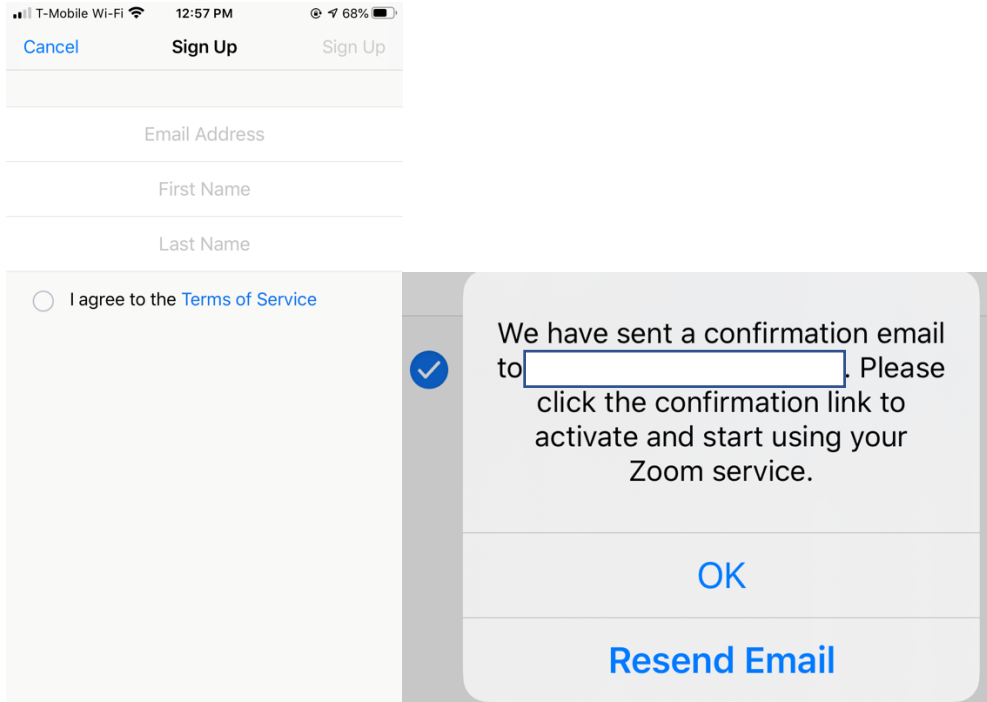 T-Mobile Wi-Fi 12:57 PM 68%
Cancel Sign Up Sign Up
Email Address
First Name
Last Name
I agree to the Terms of Service
We have sent a confirmation email
to . Please
click the confirmation link to
activate and start using your
Zoom service.
OK
Resend Email